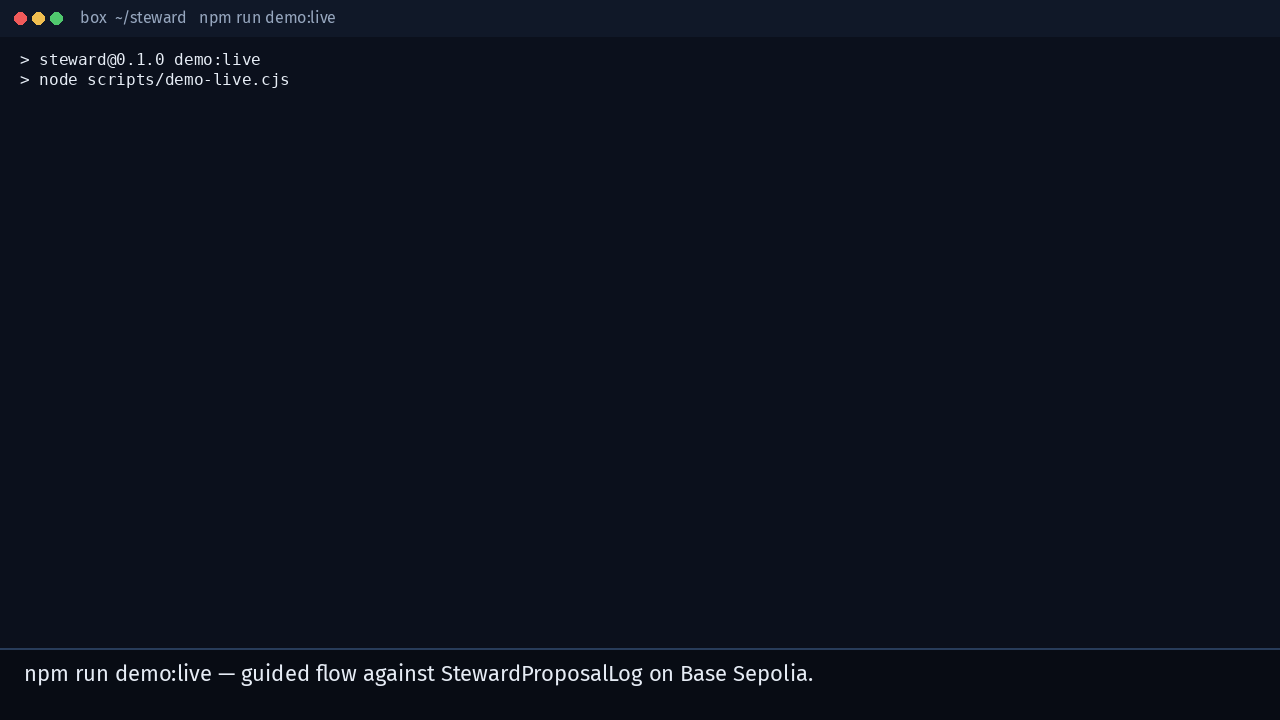 box ~/steward npm run demo:live
> steward@0.1.0 demo:live
> node scripts/demo-live.cjs
npm run demo:live — guided flow against StewardProposalLog on Base Sepolia.